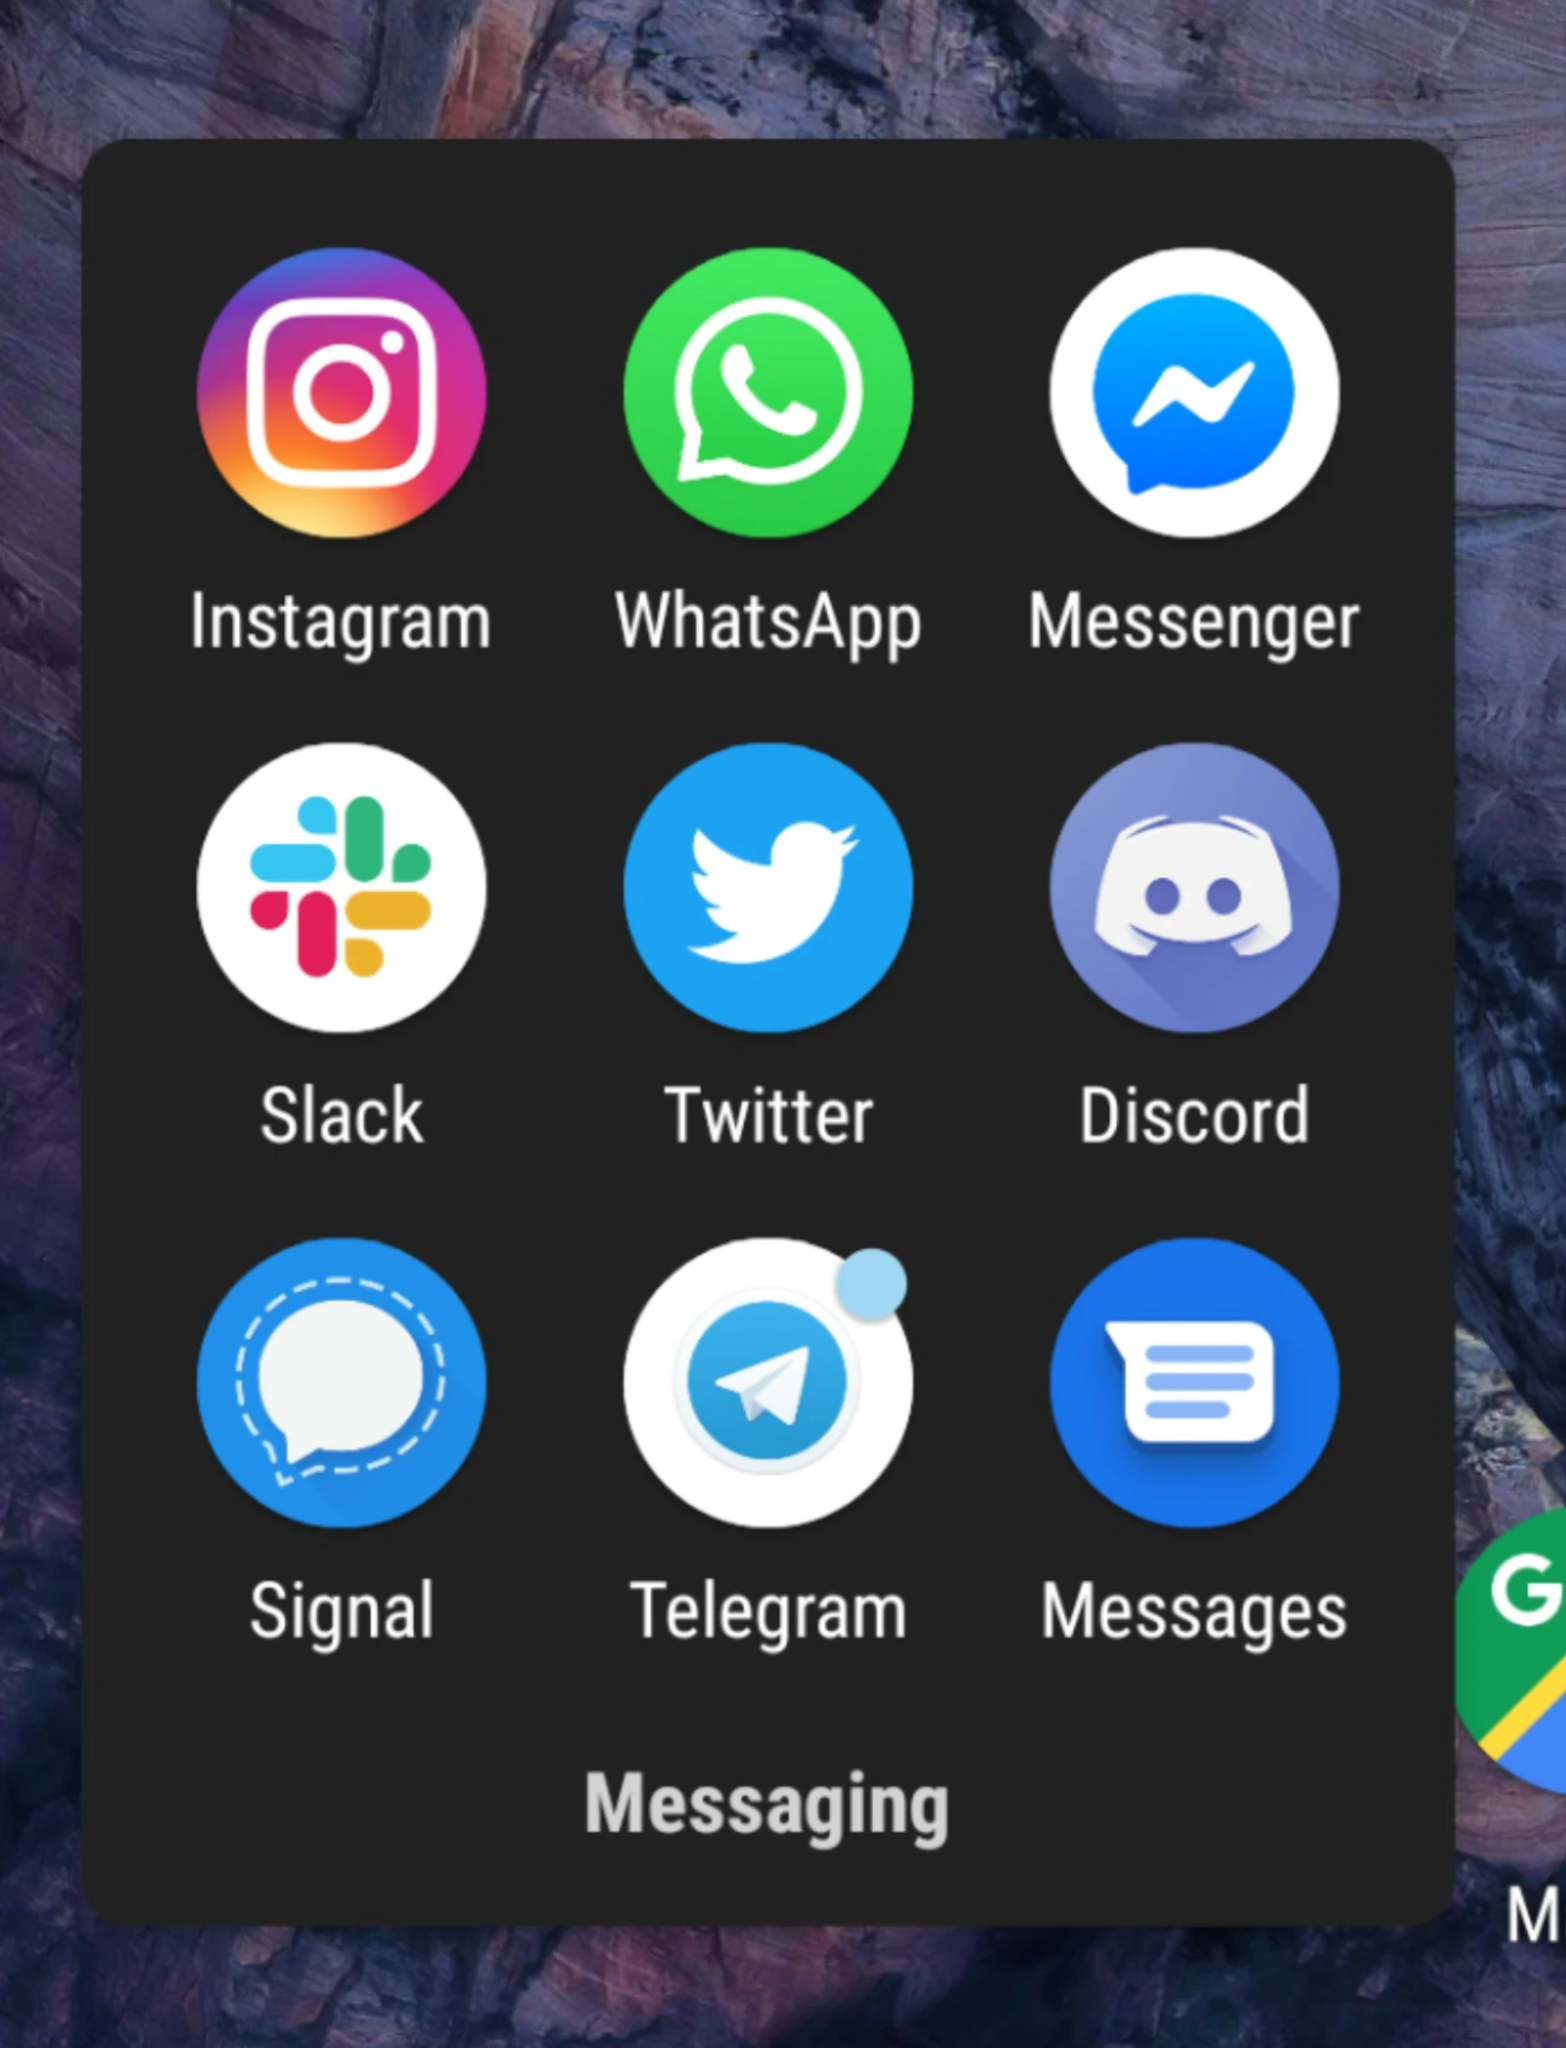 Instagram WhatsApp Messenger
Slack Twitter Discord
Signal Telegram Messages
Messaging
G
M